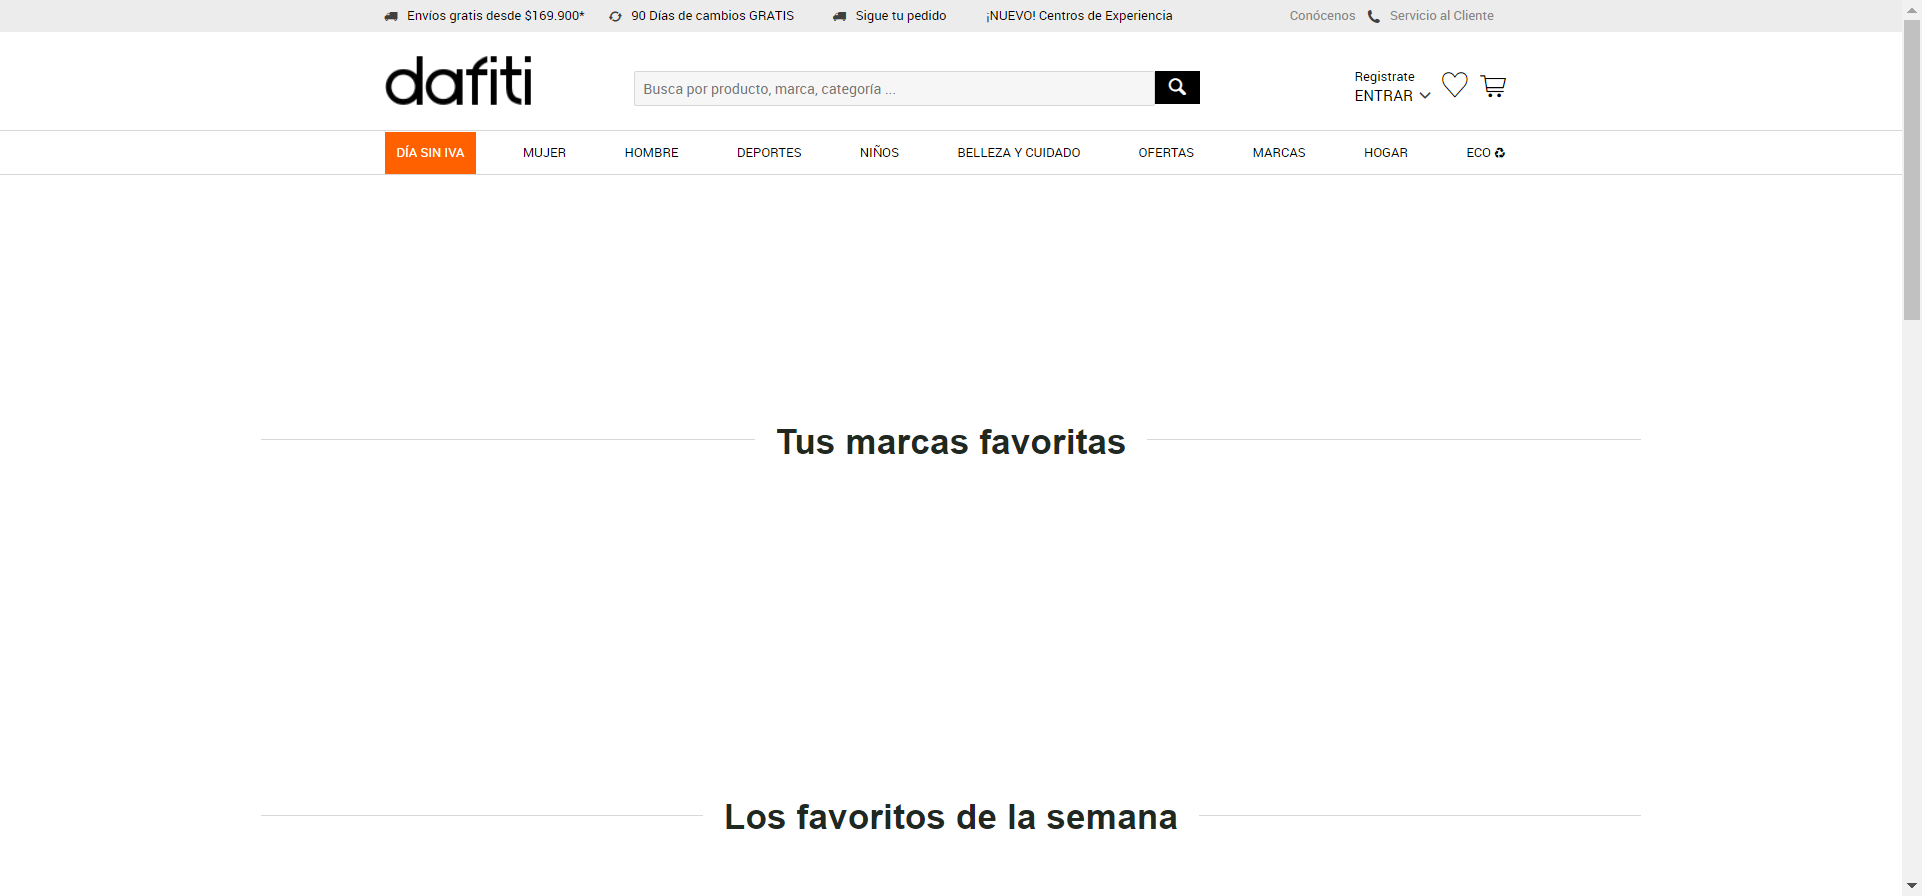 Envíos gratis desde $169.900*
90 Días de cambios GRATIS
Sigue tu pedido
¡NUEVO! Centros de Experiencia
Conócenos
Servicio al Cliente
dafiti
Busca por producto, marca, categoría ...
Registrate
ENTRAR
DÍA SIN IVA
MUJER
HOMBRE
DEPORTES
NIÑOS
BELLEZA Y CUIDADO
OFERTAS
MARCAS
HOGAR
ECO ♻
Tus marcas favoritas
Los favoritos de la semana